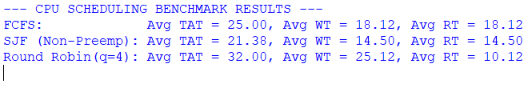 --- CPU SCHEDULING BENCHMARK RESULTS ---
FCFS:             Avg TAT = 25.00, Avg WT = 18.12, Avg RT = 18.12
SJF (Non-Preemp): Avg TAT = 21.38, Avg WT = 14.50, Avg RT = 14.50
Round Robin(q=4): Avg TAT = 32.00, Avg WT = 25.12, Avg RT = 10.12